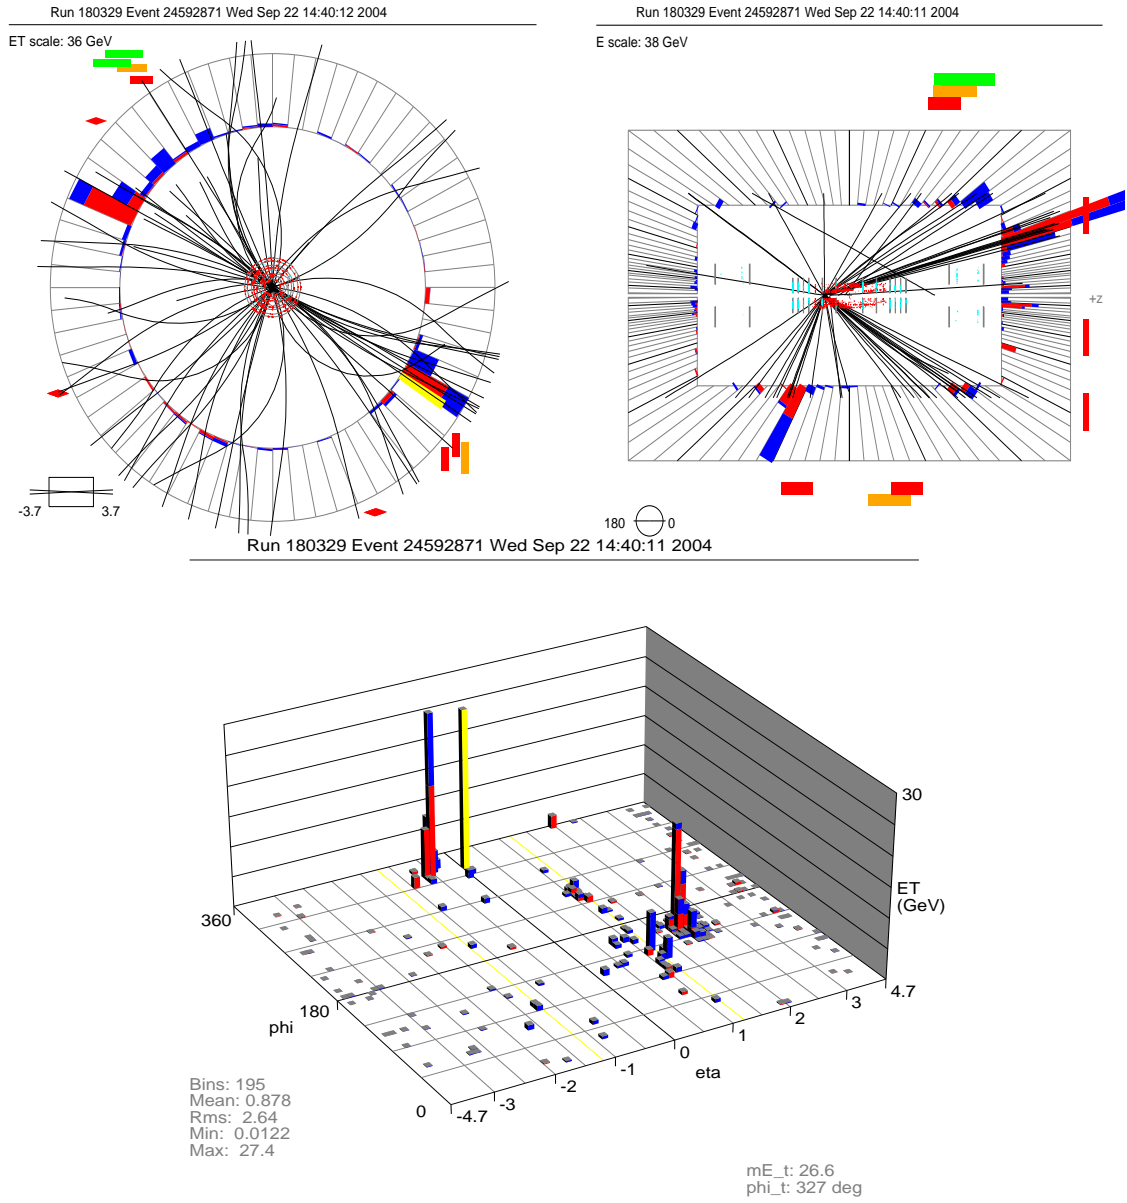 Run 180329 Event 24592871 Wed Sep 22 14:40:12 2004
ET scale: 36 GeV
-3.7 3.7
Run 180329 Event 24592871 Wed Sep 22 14:40:11 2004
E scale: 38 GeV
+z
180 0
Run 180329 Event 24592871 Wed Sep 22 14:40:11 2004
30
ET
(GeV)
360
4.7
3
180
2
phi
1
0
eta
-1
-2
-3
0 -4.7
Bins: 195
Mean: 0.878
Rms: 2.64
Min: 0.0122
Max: 27.4
mE_t: 26.6
phi_t: 327 deg